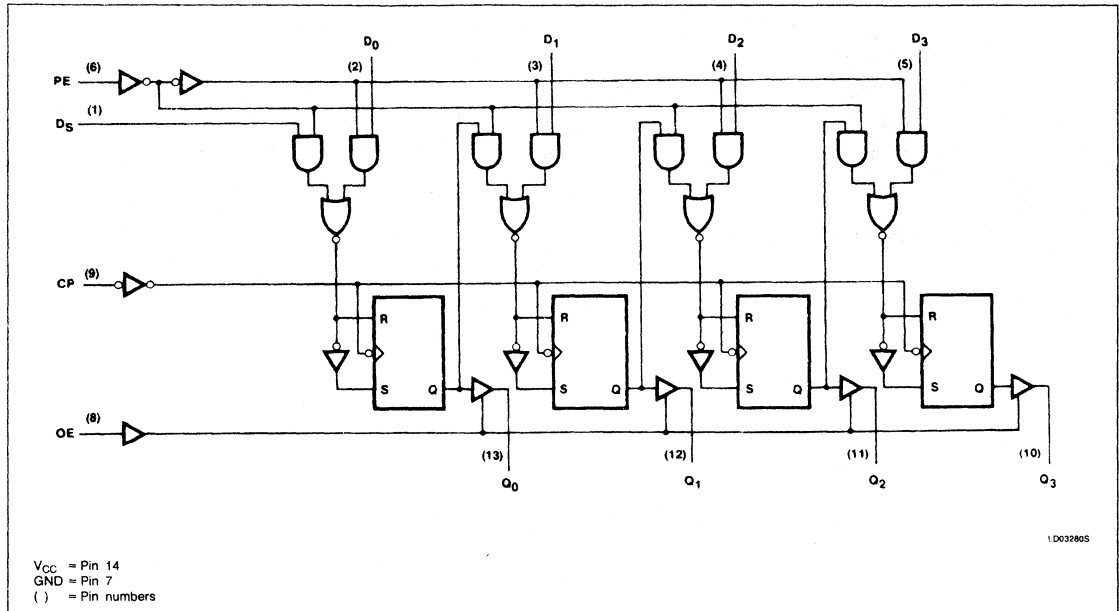 D0 D1 D2 D3
PE (6) (2) (3) (4) (5)
DS (1)
CP (9)
R R R R
S Q S Q S Q S Q
OE (8)
(13) (12) (11) (10)
Q0 Q1 Q2 Q3
LD03280S
VCC = Pin 14
GND = Pin 7
( ) = Pin numbers